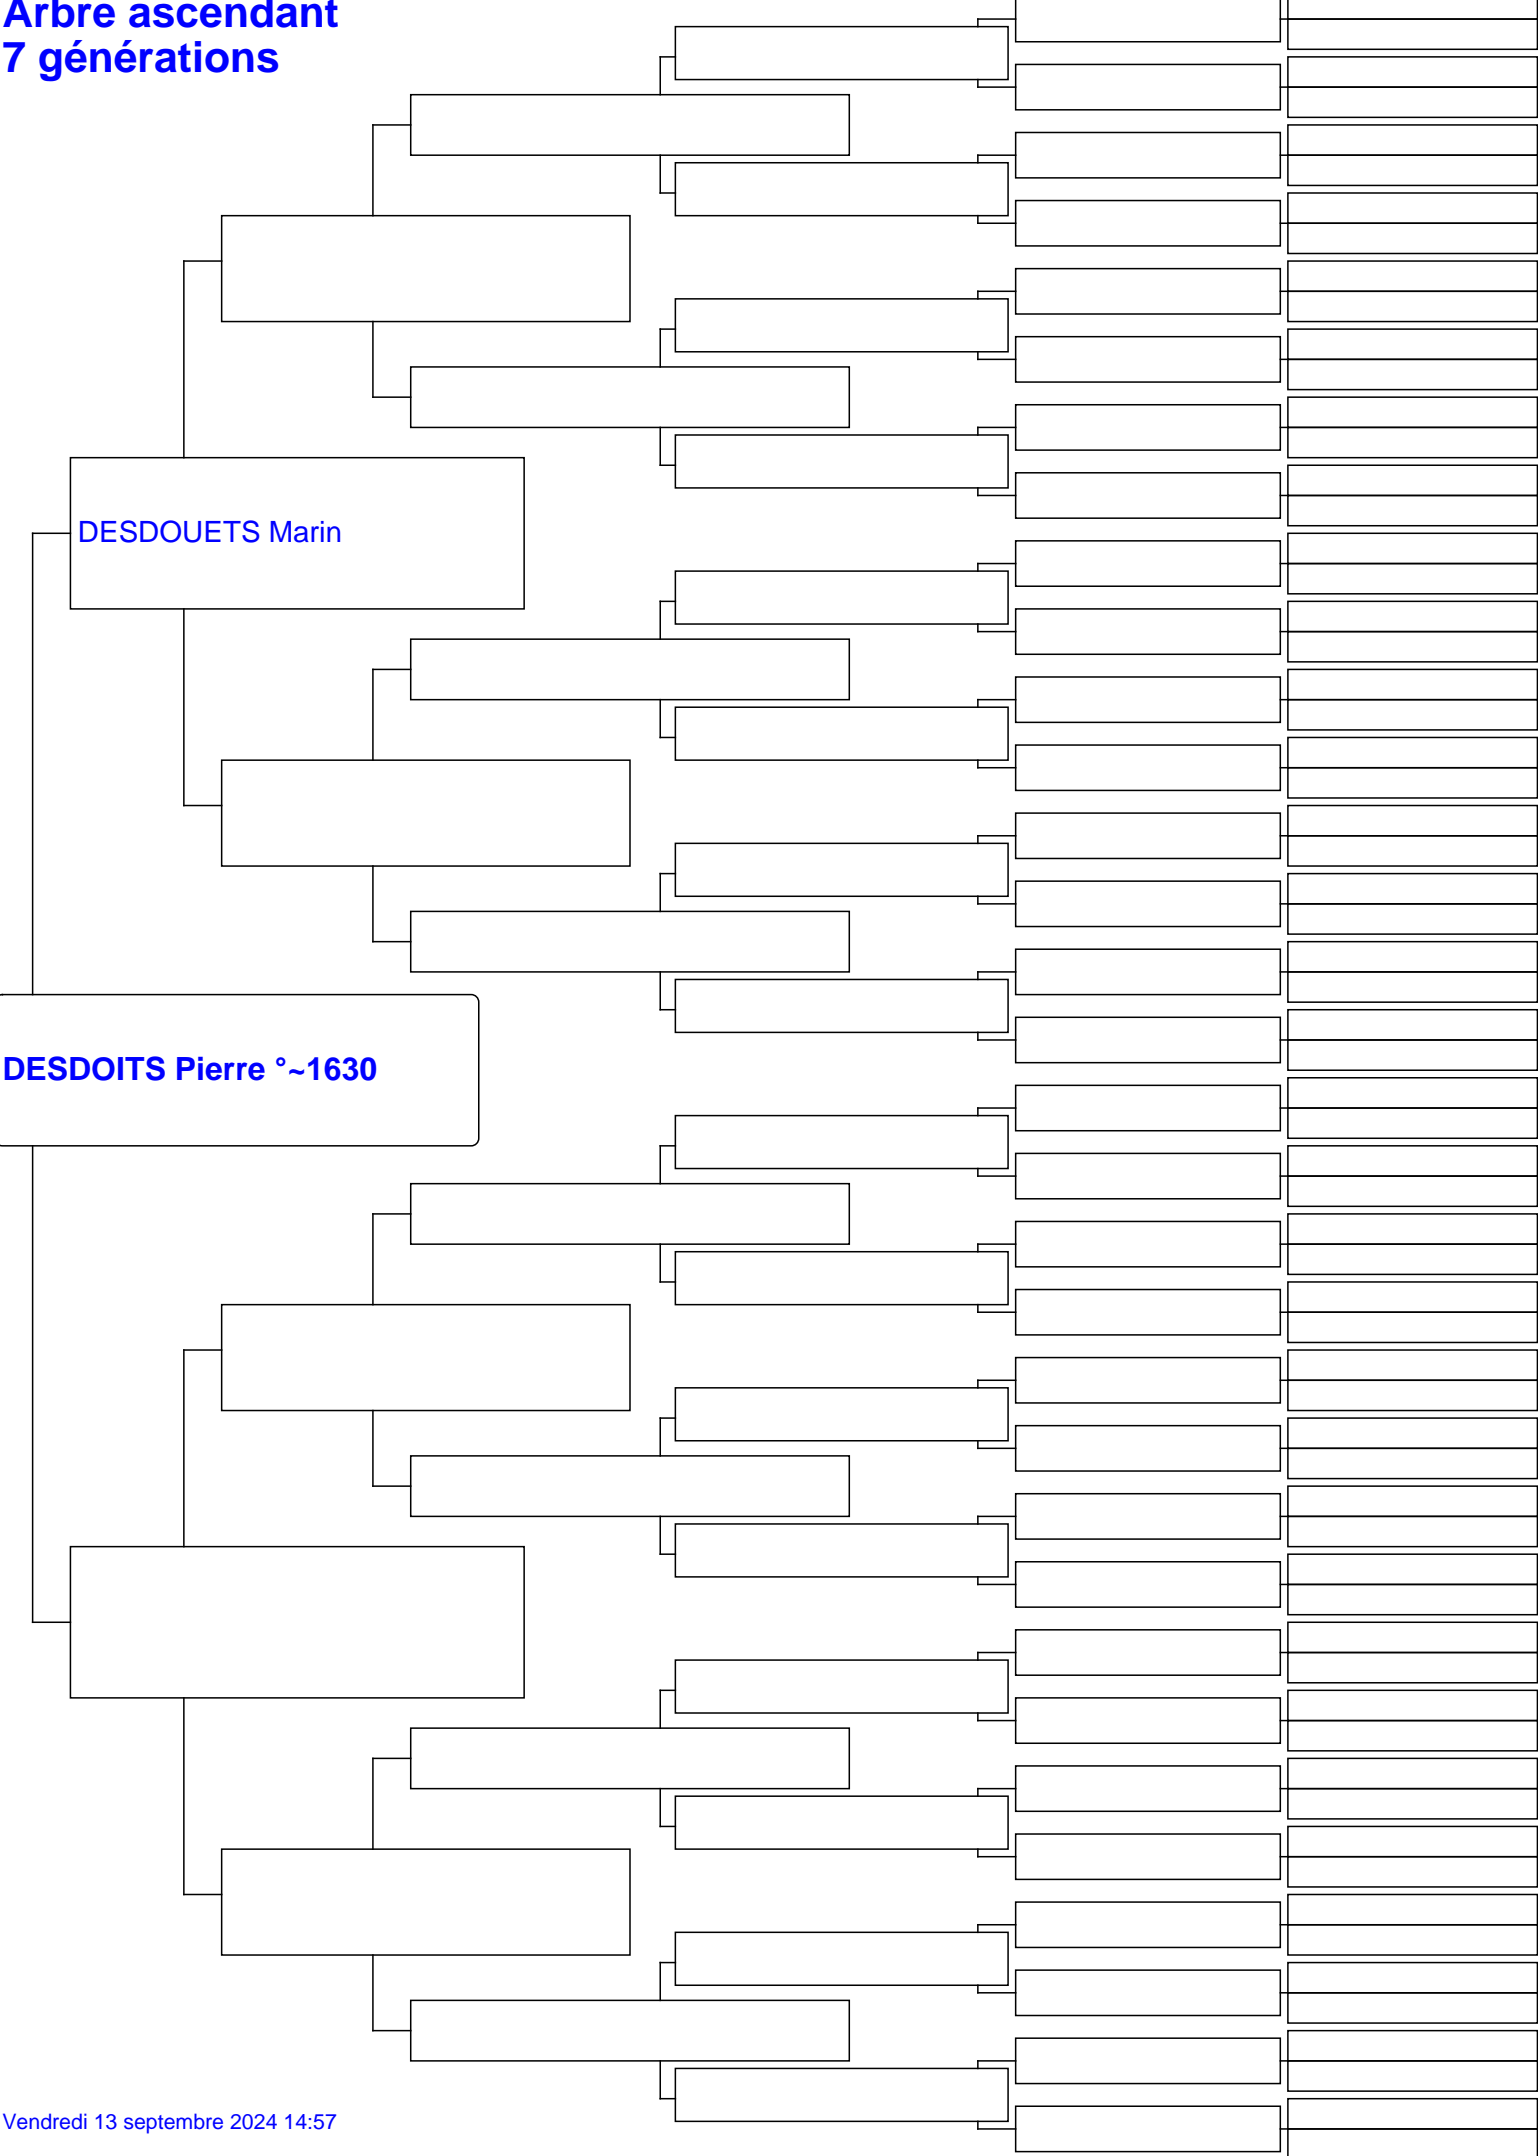 Arbre ascendant
7 générations
DESDOUETS Marin
DESDOITS Pierre °~1630
Vendredi 13 septembre 2024 14:57